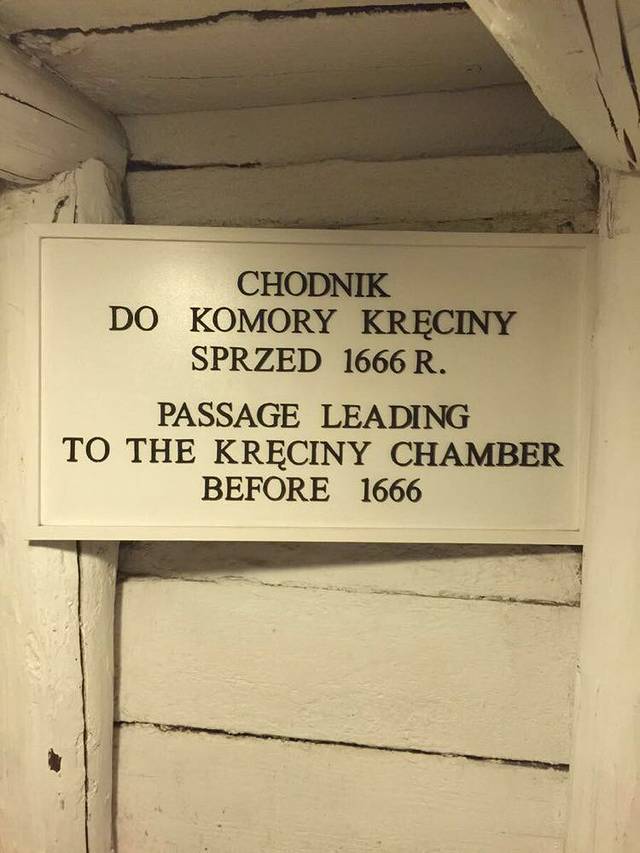 CHODNIK
DO KOMORY KRĘCINY
SPRZED 1666 R.
PASSAGE LEADING
TO THE KRĘCINY CHAMBER
BEFORE 1666